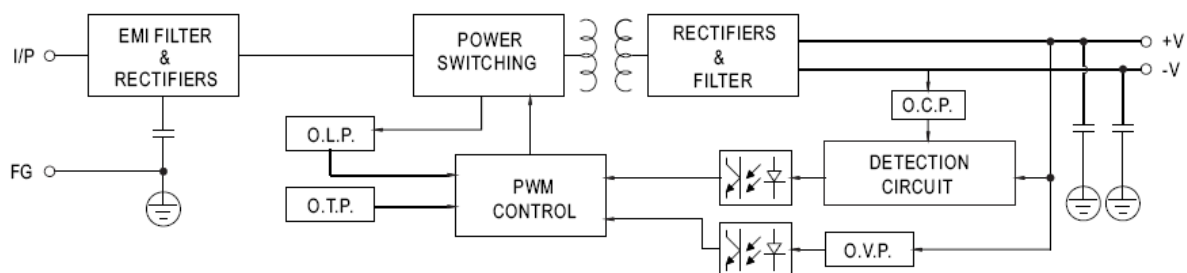 I/P
EMI FILTER
&
RECTIFIERS
POWER
SWITCHING
RECTIFIERS
&
FILTER
+V
-V
O.C.P.
O.L.P.
FG
PWM
CONTROL
DETECTION
CIRCUIT
O.T.P.
O.V.P.